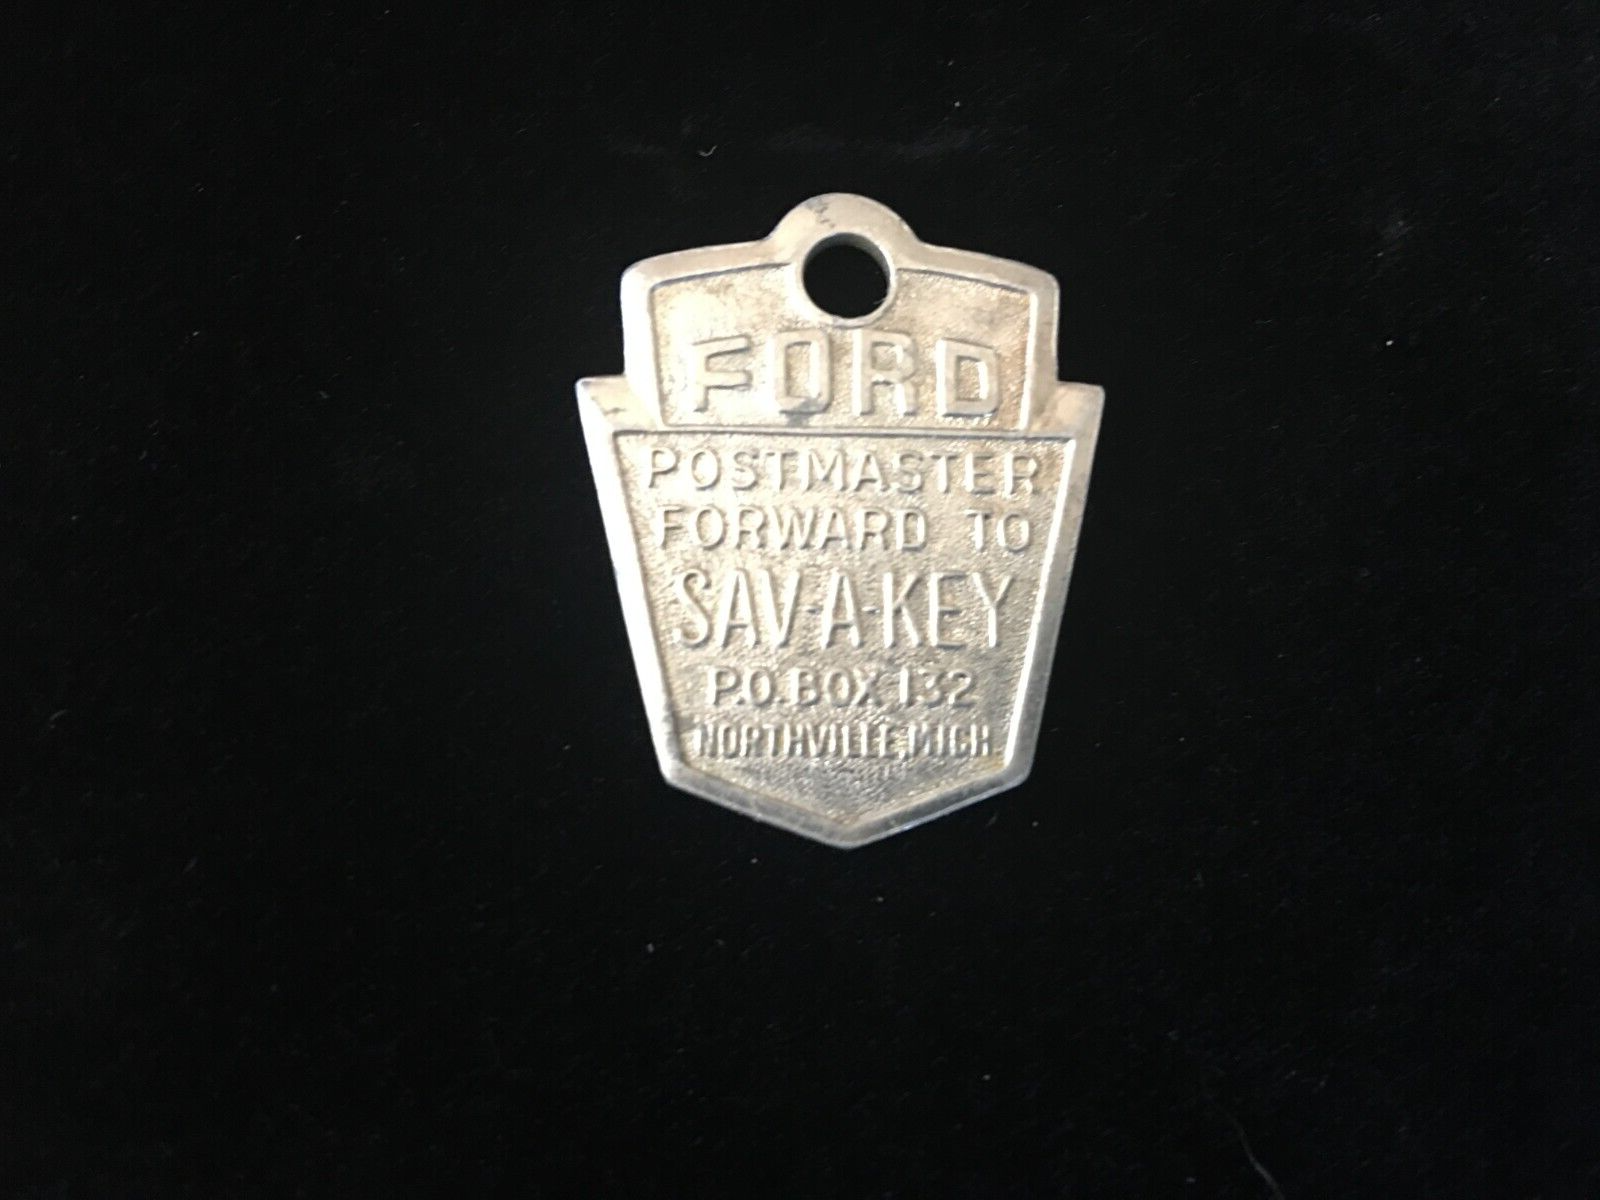 FORD
POSTMASTER
FORWARD TO
SAV-A-KEY
P.O. BOX 132
NORTHVILLE, MICH